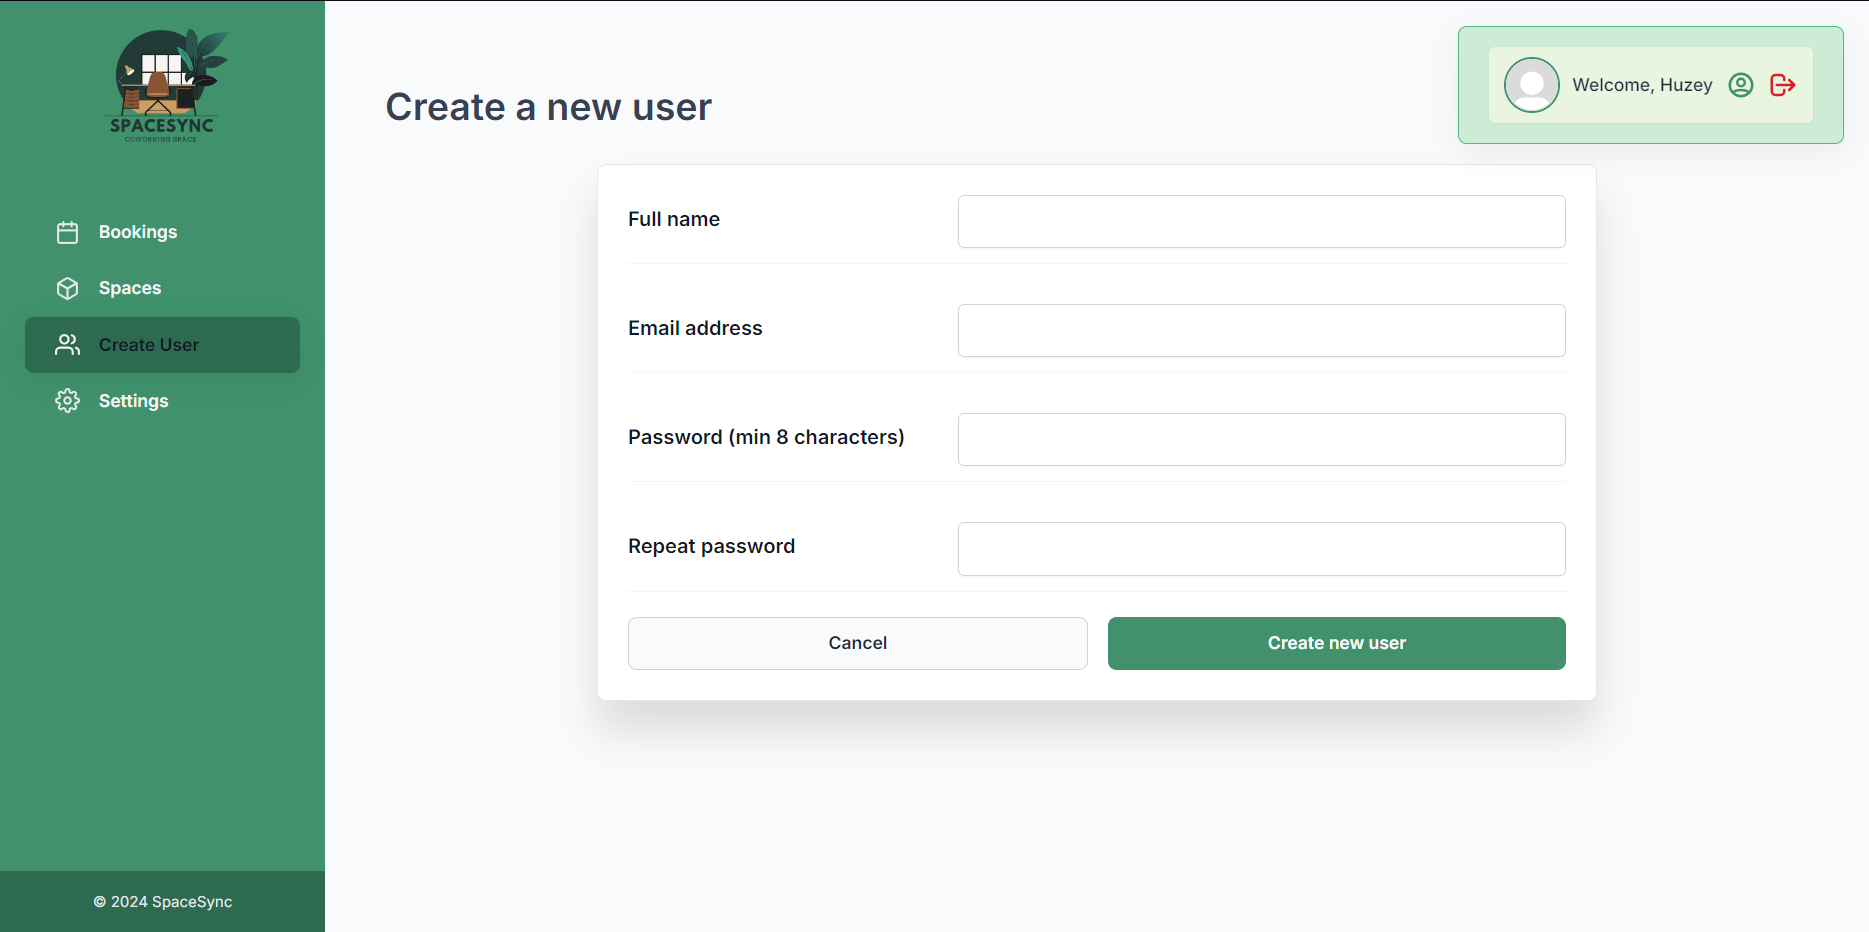 SPACESYNC
COWORKING SPACE
Bookings
Spaces
Create User
Settings
© 2024 SpaceSync
Create a new user
Welcome, Huzey
Full name
Email address
Password (min 8 characters)
Repeat password
Cancel
Create new user